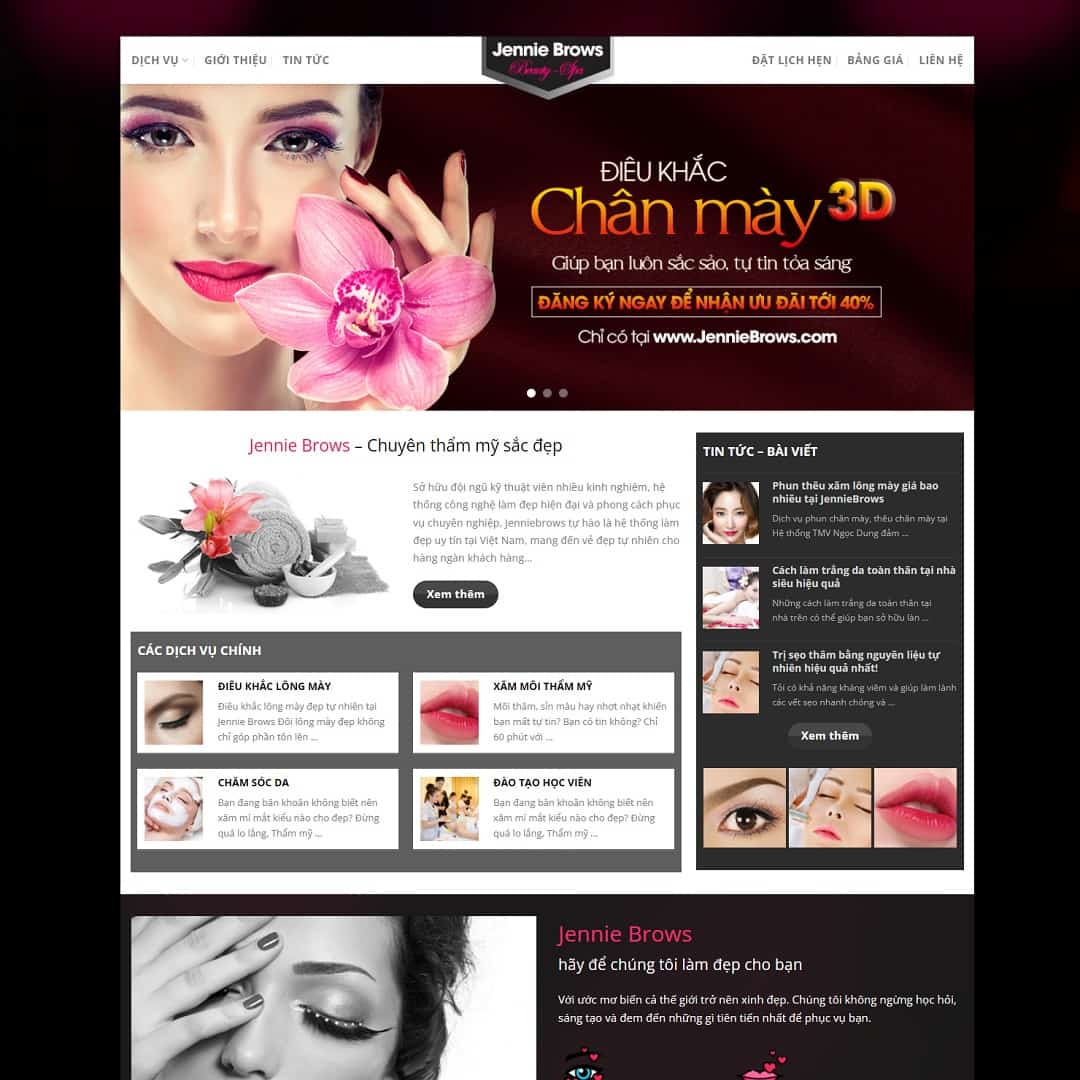 DỊCH VỤ
GIỚI THIỆU
TIN TỨC
Jennie Brows
Beauty - Spa
ĐẶT LỊCH HẸN
BẢNG GIÁ
LIÊN HỆ
ĐIÊU KHẮC
Chân mày 3D
Giúp bạn luôn sắc sảo, tự tin tỏa sáng
ĐĂNG KÝ NGAY ĐỂ NHẬN ƯU ĐÃI TỚI 40%
Chỉ có tại www.JennieBrows.com
Jennie Brows – Chuyên thẩm mỹ sắc đẹp
Sở hữu đội ngũ kỹ thuật viên nhiều kinh nghiệm, hệ
thống công nghệ làm đẹp hiện đại và phong cách phục
vụ chuyên nghiệp, Jenniebrows tự hào là hệ thống làm
đẹp uy tín tại Việt Nam, mang đến vẻ đẹp tự nhiên cho
hàng ngàn khách hàng...
Xem thêm
CÁC DỊCH VỤ CHÍNH
ĐIÊU KHẮC LÔNG MÀY
Điêu khắc lông mày đẹp tự nhiên tại
Jennie Brows Đôi lông mày đẹp không
chỉ góp phần tôn lên ...
XĂM MÔI THẨM MỸ
Môi thâm, sỉn màu hay nhợt nhạt khiến
bạn mất tự tin? Bạn có tin không? Chỉ
60 phút với ...
CHĂM SÓC DA
Bạn đang băn khoăn không biết nên
xăm mí mắt kiểu nào cho đẹp? Đừng
quá lo lắng, Thẩm mỹ ...
ĐÀO TẠO HỌC VIÊN
Bạn đang băn khoăn không biết nên
xăm mí mắt kiểu nào cho đẹp? Đừng
quá lo lắng, Thẩm mỹ ...
TIN TỨC – BÀI VIẾT
Phun thêu xăm lông mày giá bao
nhiêu tại JennieBrows
Dịch vụ phun chân mày, thêu chân mày tại
Hệ thống TMV Ngọc Dung đảm ...
Cách làm trắng da toàn thân tại nhà
siêu hiệu quả
Những cách làm trắng da toàn thân tại
nhà trên có thể giúp bạn sở hữu làn ...
Trị sẹo thâm bằng nguyên liệu tự
nhiên hiệu quả nhất!
Tỏi có khả năng kháng viêm và giúp làm lành
các vết sẹo nhanh chóng và ...
Xem thêm
Jennie Brows
hãy để chúng tôi làm đẹp cho bạn
Với ước mơ biến cả thế giới trở nên xinh đẹp. Chúng tôi không ngừng học hỏi,
sáng tạo và đem đến những gì tiên tiến nhất để phục vụ bạn.